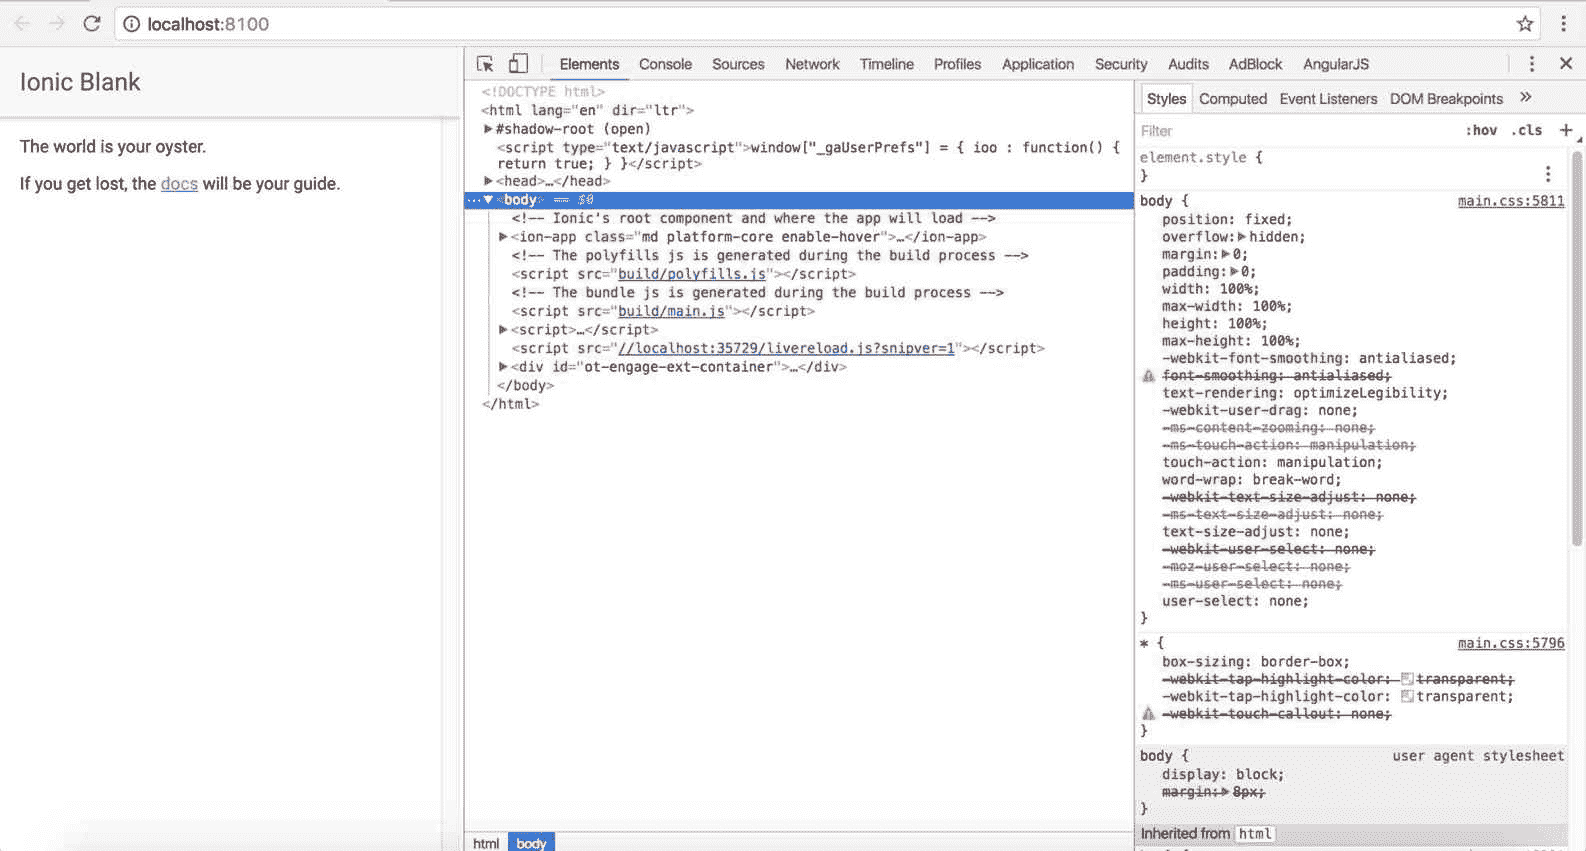 localhost:8100
Ionic Blank
The world is your oyster.
If you get lost, the docs will be your guide.
Elements Console Sources Network Timeline Profiles Application Security Audits AdBlock AngularJS
<!DOCTYPE html>
<html lang="en" dir="ltr">
#shadow-root (open)
<script type="text/javascript">window["_gaUserPrefs"] = { ioo : function() {
return true; } }</script>
<head>…</head>
<body> == $0
<!-- Ionic's root component and where the app will load -->
<ion-app class="md platform-core enable-hover">…</ion-app>
<!-- The polyfills js is generated during the build process -->
<script src="build/polyfills.js"></script>
<!-- The bundle js is generated during the build process -->
<script src="build/main.js"></script>
<script>…</script>
<script src="//localhost:35729/livereload.js?snipver=1"></script>
<div id="ot-engage-ext-container">…</div>
</body>
</html>
html body
Styles Computed Event Listeners DOM Breakpoints »
Filter :hov .cls +
element.style {
}
body { main.css:5811
position: fixed;
overflow: hidden;
margin: 0;
padding: 0;
width: 100%;
max-width: 100%;
height: 100%;
max-height: 100%;
-webkit-font-smoothing: antialiased;
font-smoothing: antialiased;
text-rendering: optimizeLegibility;
-webkit-user-drag: none;
-ms-content-zooming: none;
-ms-touch-action: manipulation;
touch-action: manipulation;
word-wrap: break-word;
-webkit-text-size-adjust: none;
-ms-text-size-adjust: none;
text-size-adjust: none;
-webkit-user-select: none;
-moz-user-select: none;
-ms-user-select: none;
user-select: none;
}
* { main.css:5796
box-sizing: border-box;
-webkit-tap-highlight-color: transparent;
-webkit-tap-highlight-color: transparent;
-webkit-touch-callout: none;
}
body { user agent stylesheet
display: block;
margin: 8px;
}
Inherited from html